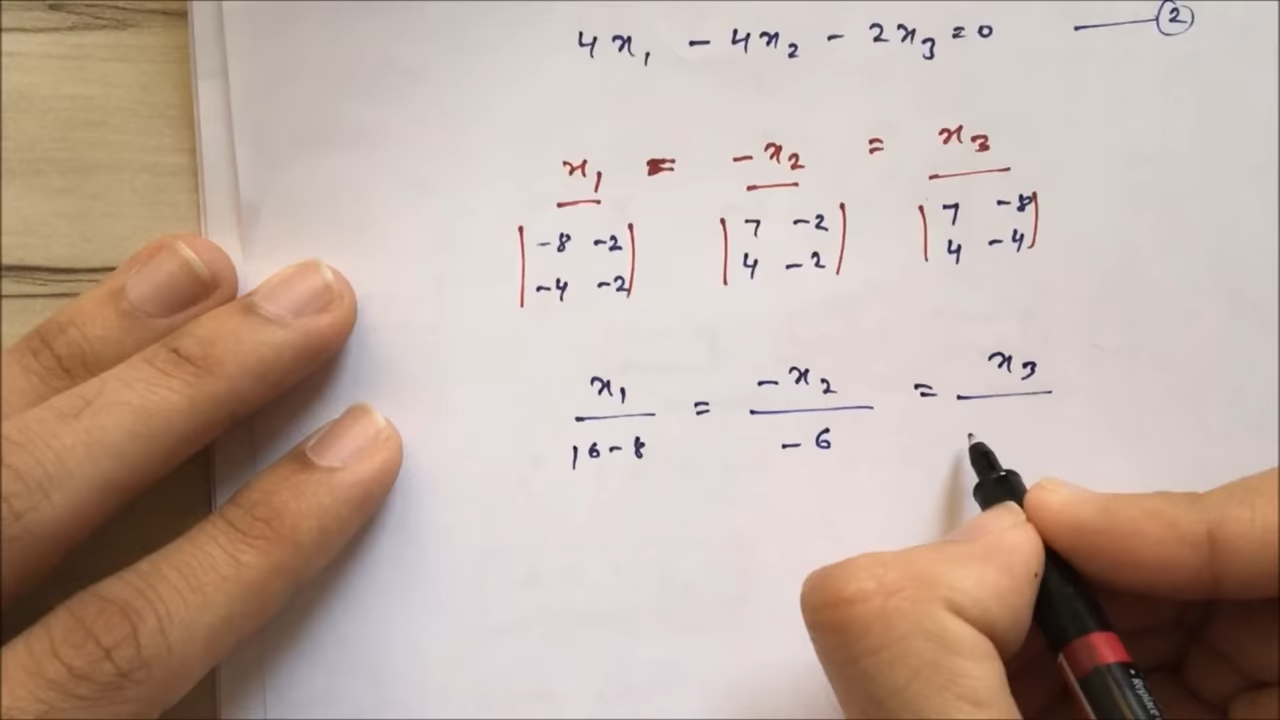 4x₁ - 4x₂ - 2x₃ = 0 —— ②
x₁ = -x₂ = x₃
|-8 -2| |7 -2| |7 -8|
|-4 -2| |4 -2| |4 -4|
x₁ = -x₂ = x₃
16-8 -6
Replace